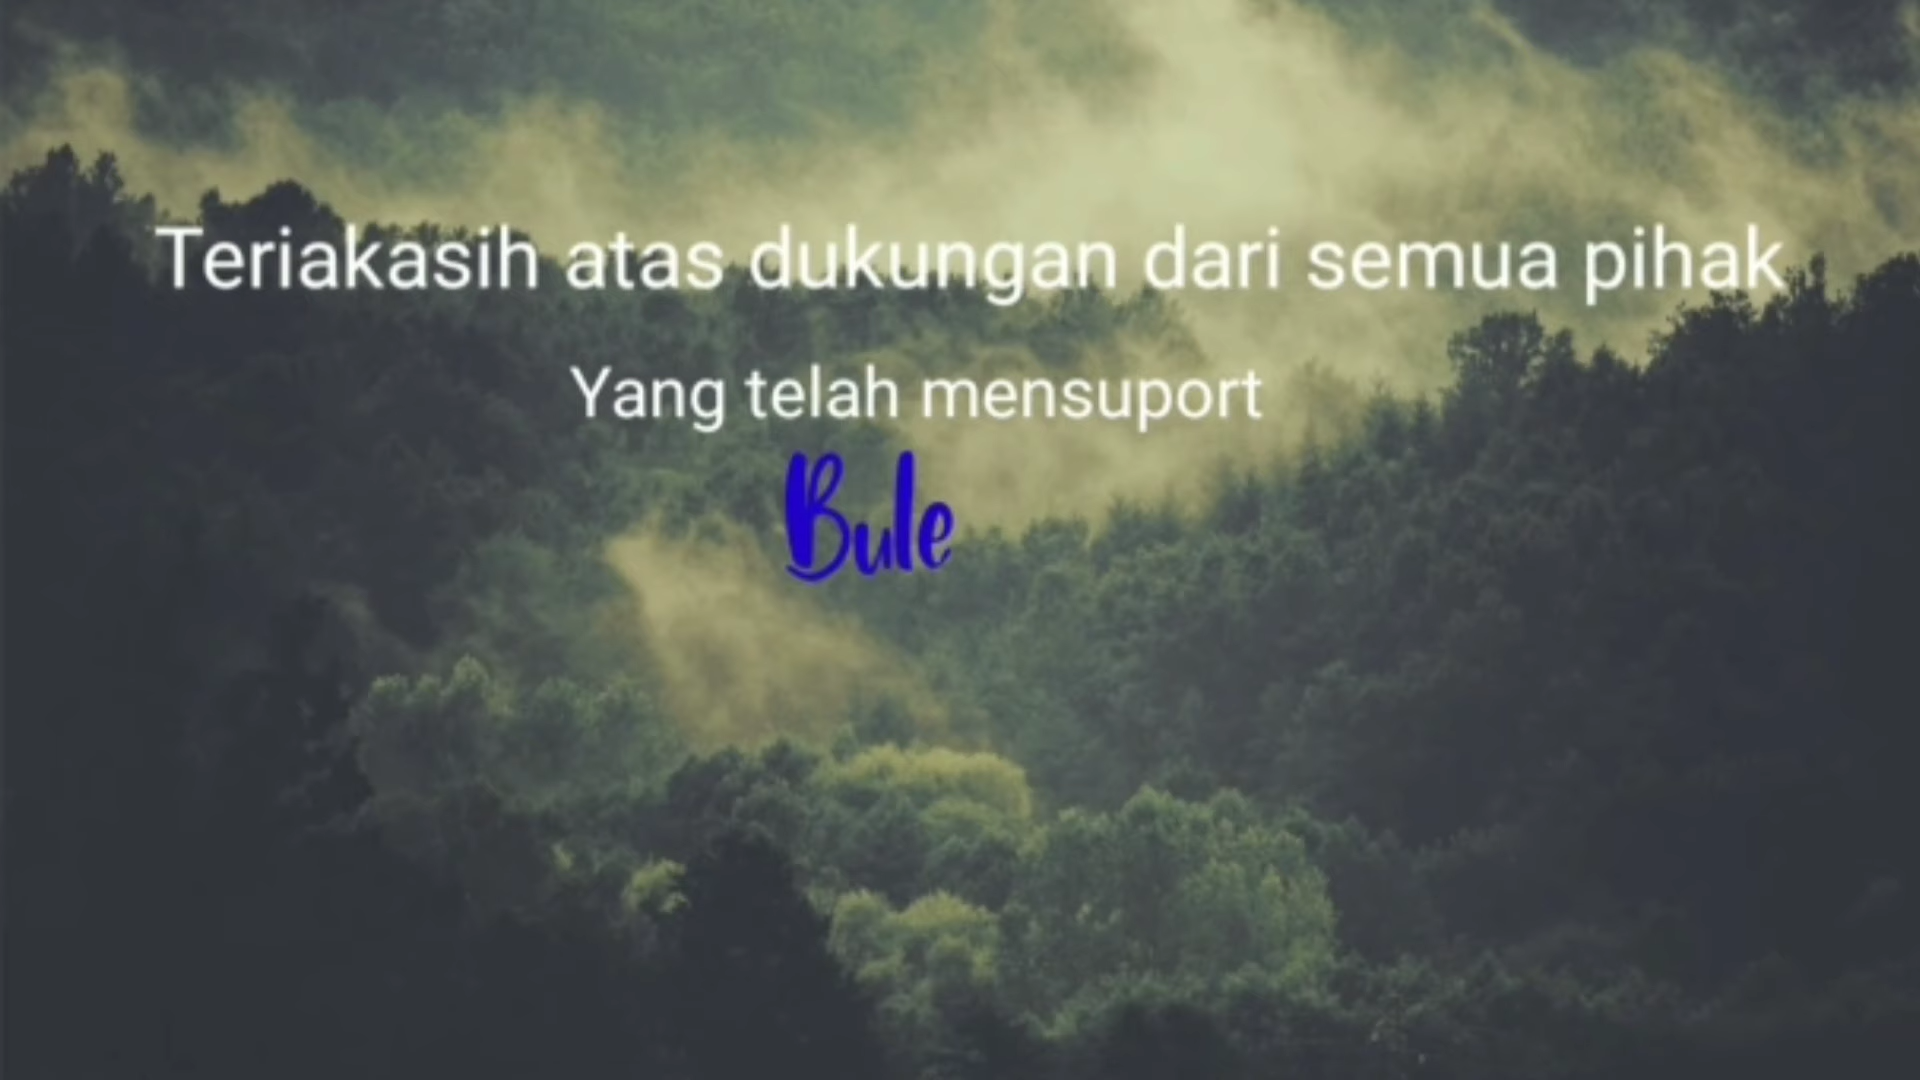 Teriakasih atas dukungan dari semua pihak
Yang telah mensuport
Bule